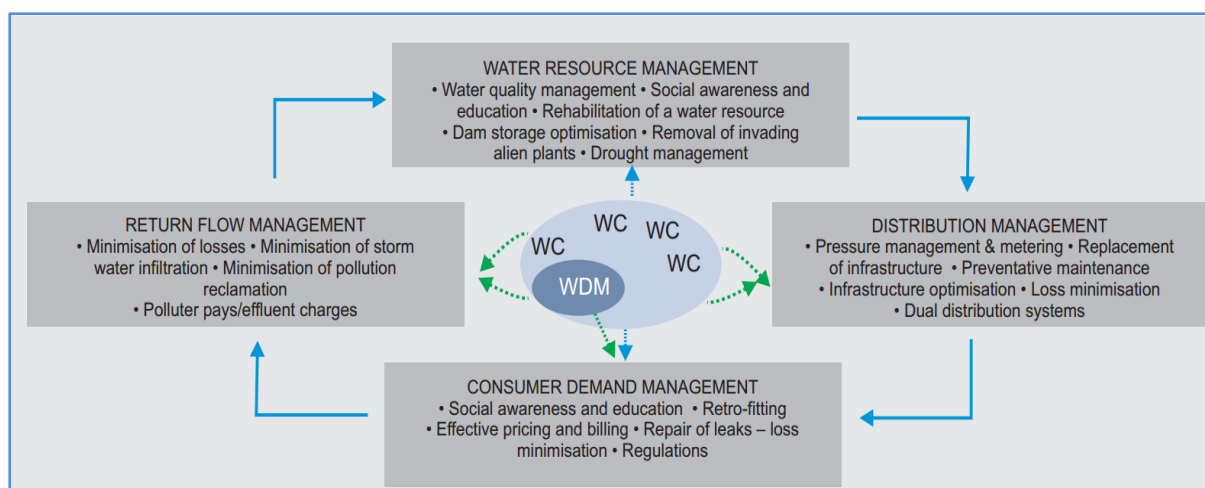 WATER RESOURCE MANAGEMENT
• Water quality management • Social awareness and
education • Rehabilitation of a water resource
• Dam storage optimisation • Removal of invading
alien plants • Drought management
RETURN FLOW MANAGEMENT
• Minimisation of losses • Minimisation of storm
water infiltration • Minimisation of pollution
reclamation
• Polluter pays/effluent charges
WC
WC
WC
WC
WDM
DISTRIBUTION MANAGEMENT
• Pressure management & metering • Replacement
of infrastructure • Preventative maintenance
• Infrastructure optimisation • Loss minimisation
• Dual distribution systems
CONSUMER DEMAND MANAGEMENT
• Social awareness and education • Retro-fitting
• Effective pricing and billing • Repair of leaks – loss
minimisation • Regulations